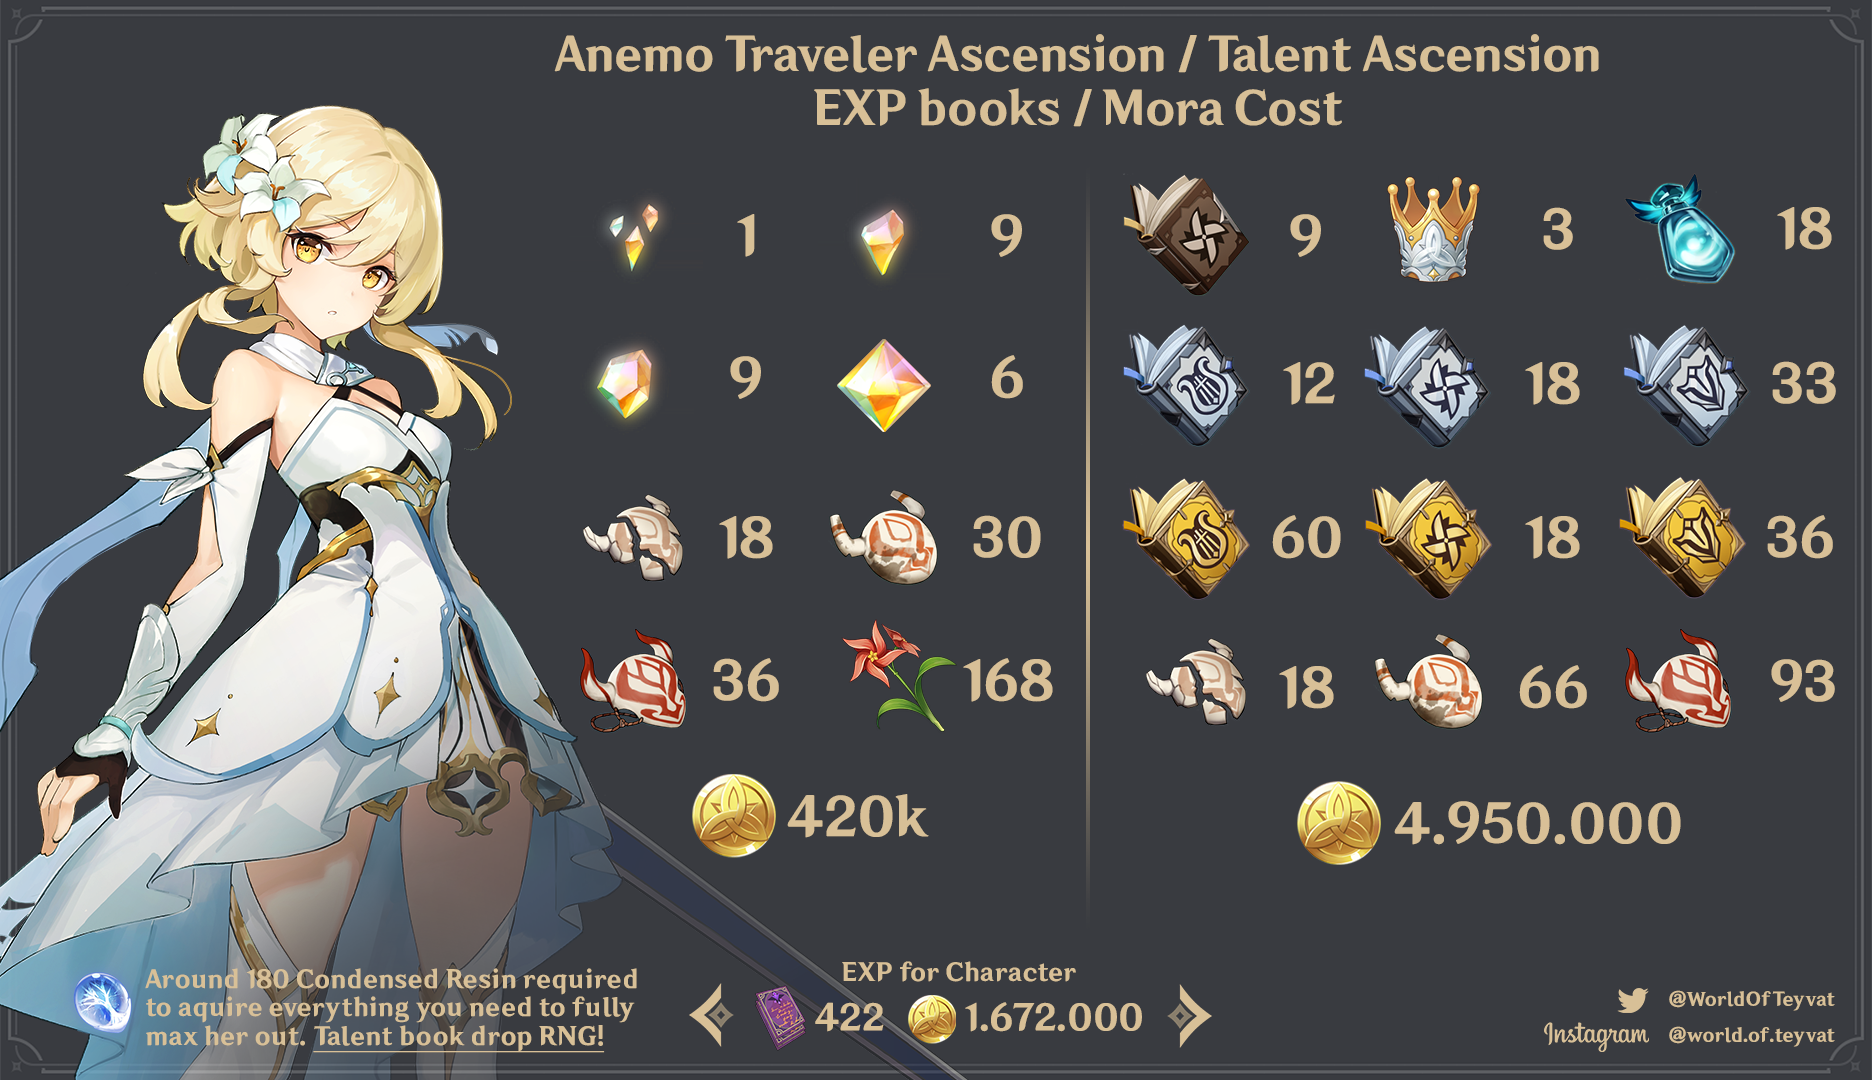 Anemo Traveler Ascension / Talent Ascension
EXP books / Mora Cost
1 9
9 6
18 30
36 168
420k
9 3 18
12 18 33
60 18 36
18 66 93
4.950.000
Around 180 Condensed Resin required
to aquire everything you need to fully
max her out. Talent book drop RNG!
EXP for Character
422 1.672.000
@WorldOfTeyvat
Instagram @world.of.teyvat